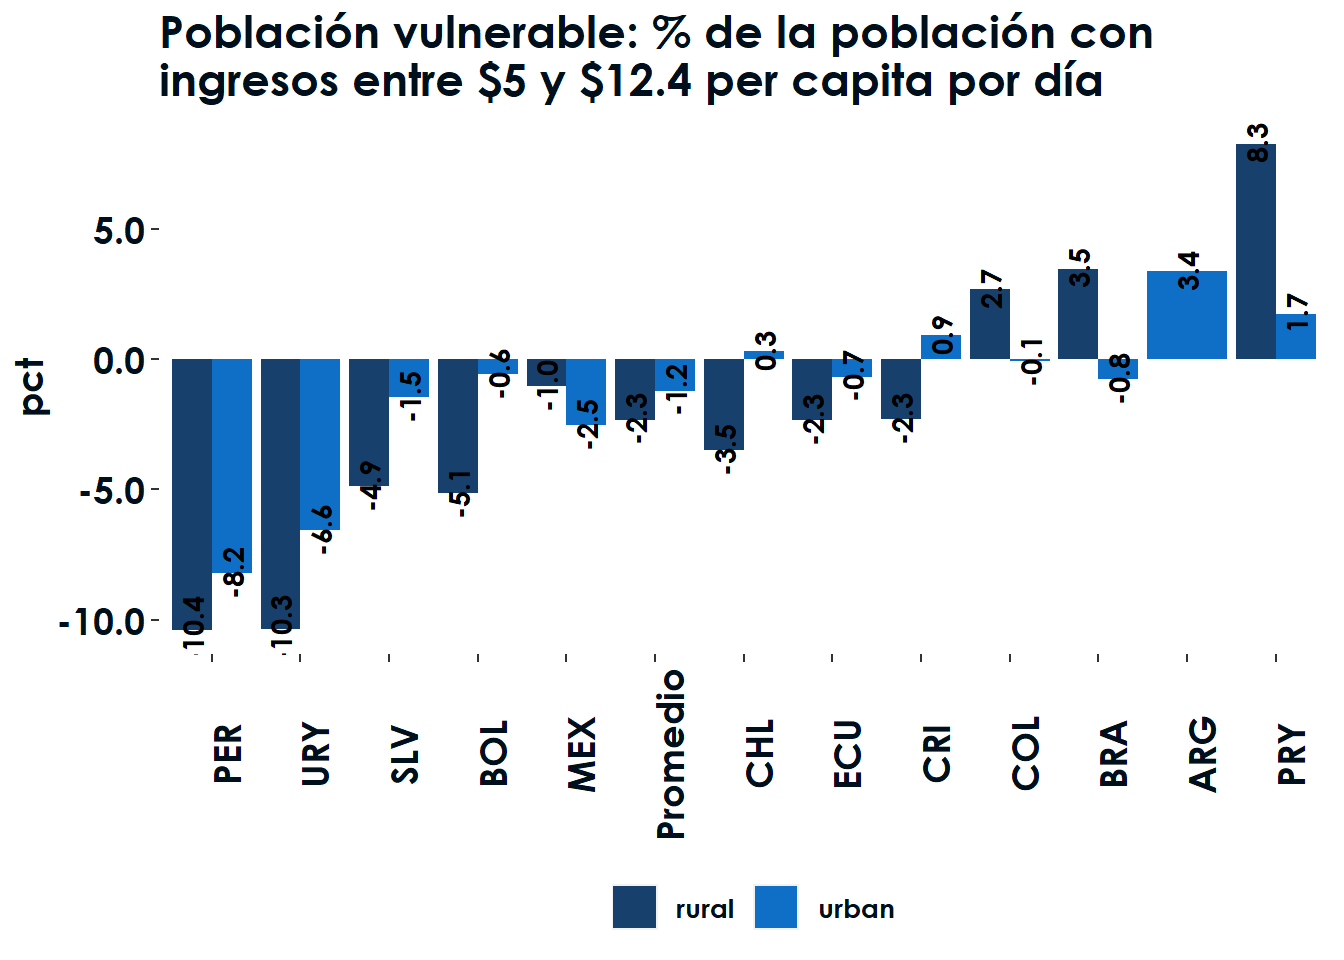 Población vulnerable: % de la población con
ingresos entre $5 y $12.4 per capita por día
pct
5.0
0.0
-5.0
-10.0
-10.4
-8.2
-10.3
-6.6
-4.9
-1.5
-5.1
-0.6
-1.0
-2.5
-2.3
-1.2
-3.5
0.3
-2.3
-0.7
-2.3
0.9
2.7
-0.1
3.5
-0.8
3.4
8.3
1.7
PER
URY
SLV
BOL
MEX
Promedio
CHL
ECU
CRI
COL
BRA
ARG
PRY
rural
urban